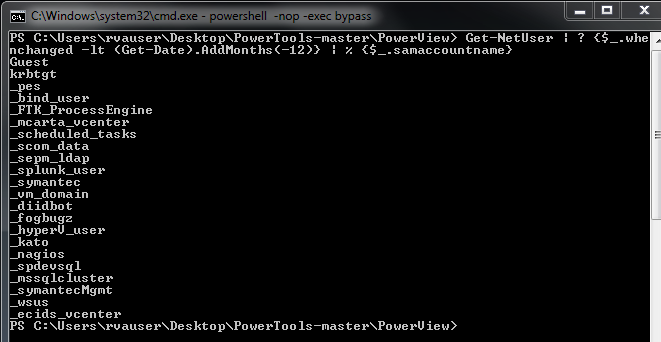 C:\Windows\system32\cmd.exe - powershell -nop -exec bypass
PS C:\Users\rvauser\Desktop\PowerTools-master\PowerView> Get-NetUser | ? {$_.whe
nchanged -lt (Get-Date).AddMonths(-12)} | % {$_.samaccountname}
Guest
krbtgt
_pes
_bind_user
_FTK_ProcessEngine
_mcarta_vcenter
_scheduled_tasks
_scom_data
_sepm_ldap
_splunk_user
_symantec
_vm_domain
_diidbot
_fogbugz
_hyperV_user
_kato
_nagios
_spdevsql
_mssqlcluster
_symantecMgmt
_wsus
_ecids_vcenter
PS C:\Users\rvauser\Desktop\PowerTools-master\PowerView>